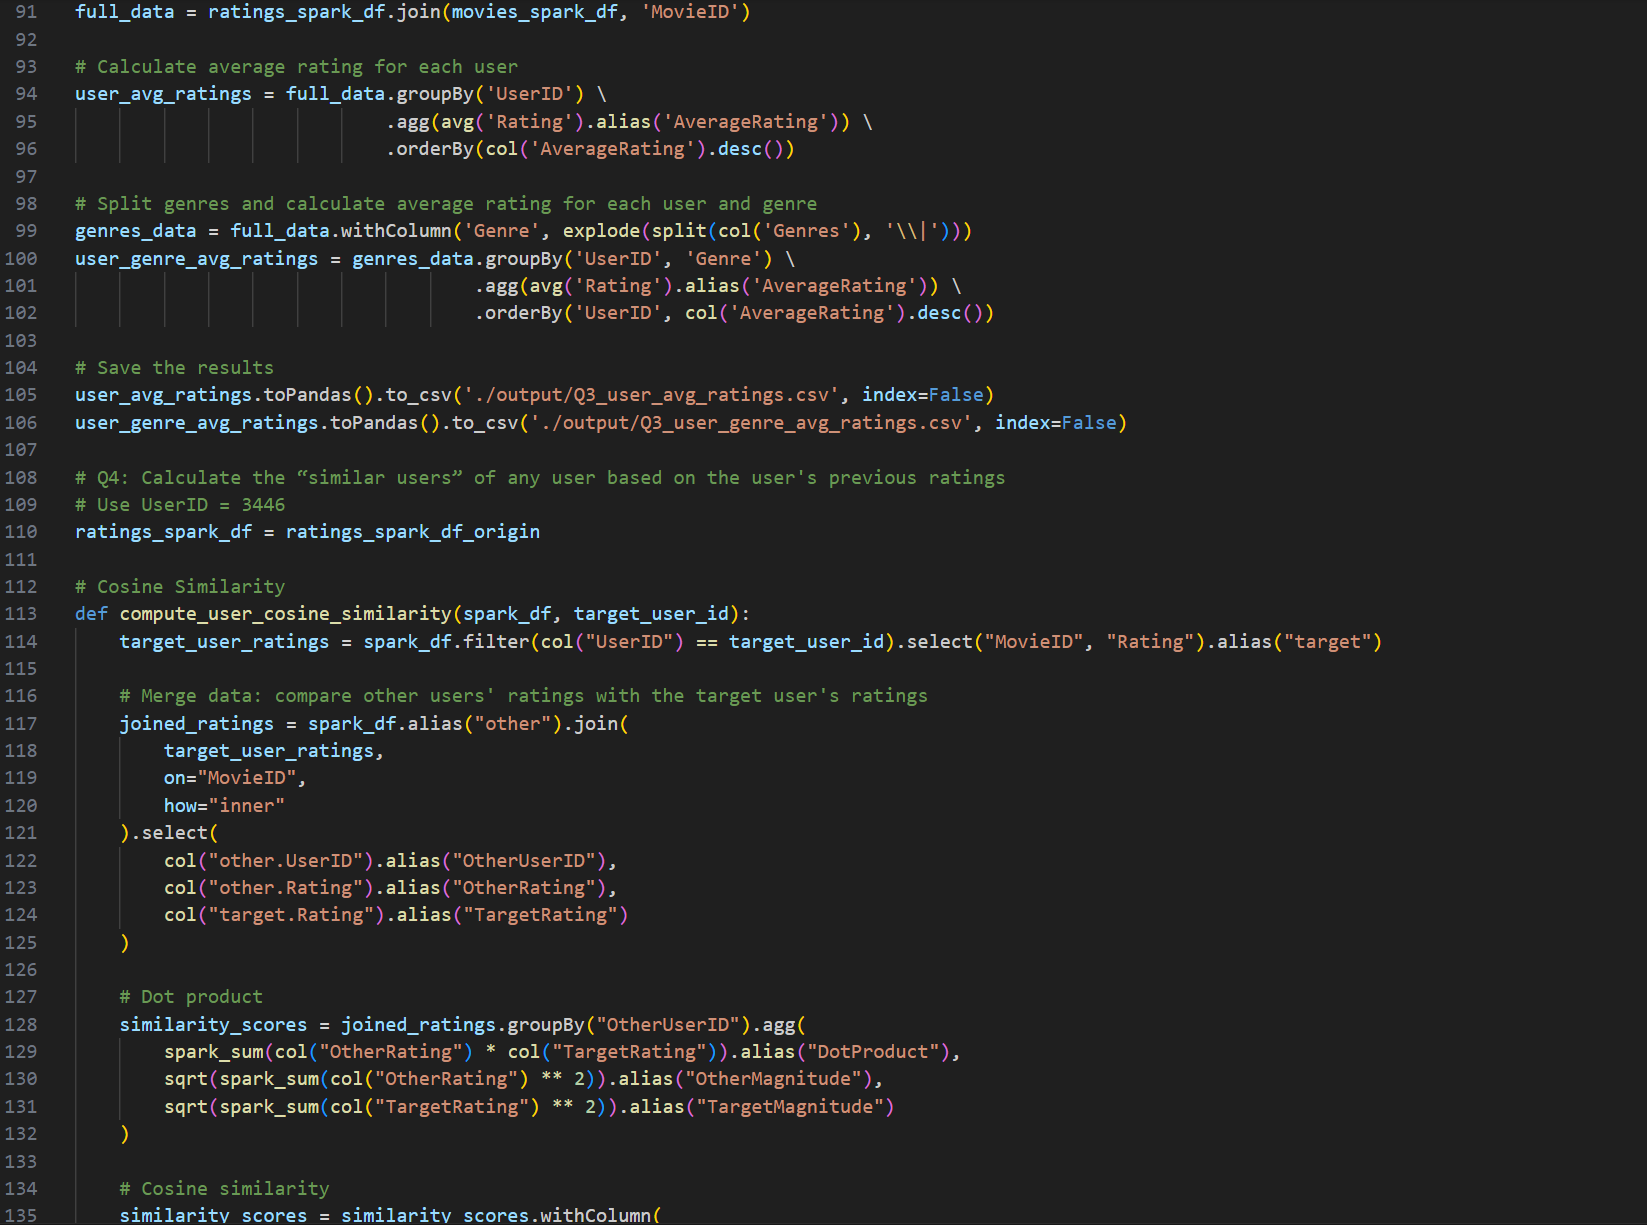 91 full_data = ratings_spark_df.join(movies_spark_df, 'MovieID')
92
93 # Calculate average rating for each user
94 user_avg_ratings = full_data.groupBy('UserID') \
95 .agg(avg('Rating').alias('AverageRating')) \
96 .orderBy(col('AverageRating').desc())
97
98 # Split genres and calculate average rating for each user and genre
99 genres_data = full_data.withColumn('Genre', explode(split(col('Genres'), '\\|')))
100 user_genre_avg_ratings = genres_data.groupBy('UserID', 'Genre') \
101 .agg(avg('Rating').alias('AverageRating')) \
102 .orderBy('UserID', col('AverageRating').desc())
103
104 # Save the results
105 user_avg_ratings.toPandas().to_csv('./output/Q3_user_avg_ratings.csv', index=False)
106 user_genre_avg_ratings.toPandas().to_csv('./output/Q3_user_genre_avg_ratings.csv', index=False)
107
108 # Q4: Calculate the “similar users” of any user based on the user's previous ratings
109 # Use UserID = 3446
110 ratings_spark_df = ratings_spark_df_origin
111
112 # Cosine Similarity
113 def compute_user_cosine_similarity(spark_df, target_user_id):
114 target_user_ratings = spark_df.filter(col("UserID") == target_user_id).select("MovieID", "Rating").alias("target")
115
116 # Merge data: compare other users' ratings with the target user's ratings
117 joined_ratings = spark_df.alias("other").join(
118 target_user_ratings,
119 on="MovieID",
120 how="inner"
121 ).select(
122 col("other.UserID").alias("OtherUserID"),
123 col("other.Rating").alias("OtherRating"),
124 col("target.Rating").alias("TargetRating")
125 )
126
127 # Dot product
128 similarity_scores = joined_ratings.groupBy("OtherUserID").agg(
129 spark_sum(col("OtherRating") * col("TargetRating")).alias("DotProduct"),
130 sqrt(spark_sum(col("OtherRating") ** 2)).alias("OtherMagnitude"),
131 sqrt(spark_sum(col("TargetRating") ** 2)).alias("TargetMagnitude")
132 )
133
134 # Cosine similarity
135 similarity_scores = similarity_scores.withColumn(